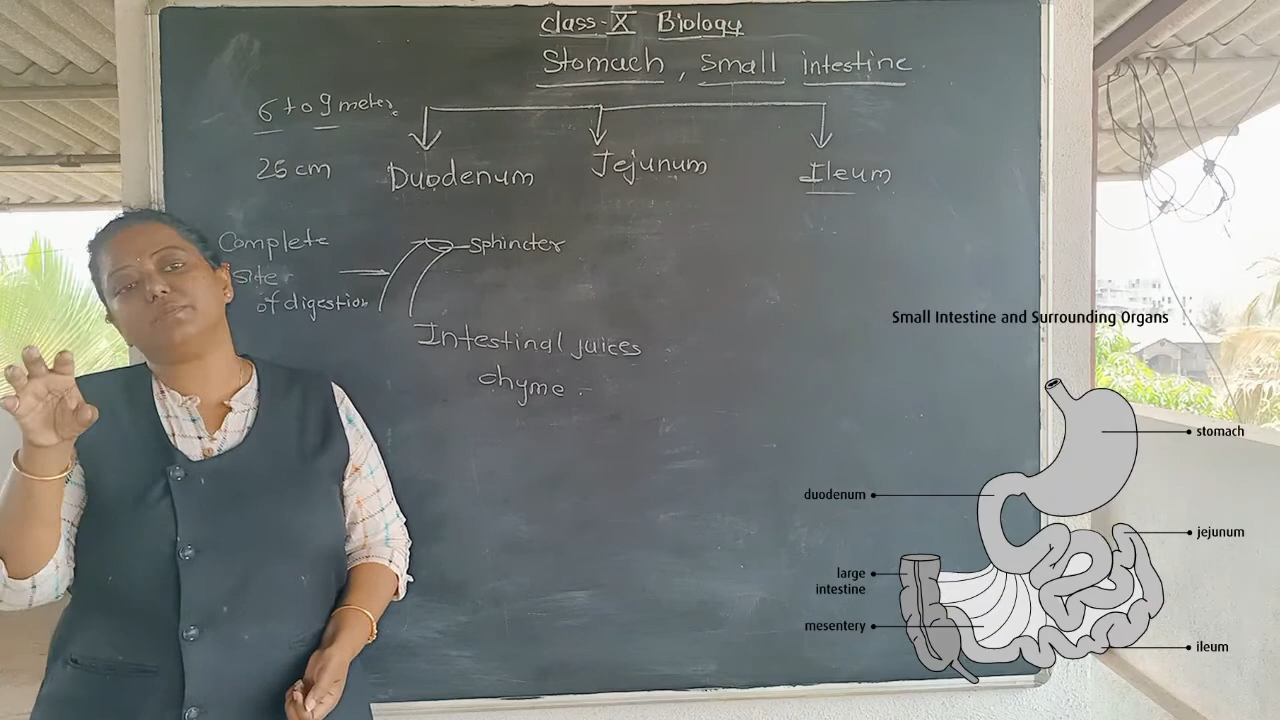 class-X Biology
Stomach, small intestine
6 to 9 meter.
25 cm
Duodenum
Jejunum
Ileum
Complete
site
of digestion
sphincter
Intestinal juices
chyme
Small Intestine and Surrounding Organs
stomach
duodenum
jejunum
large
intestine
mesentery
ileum